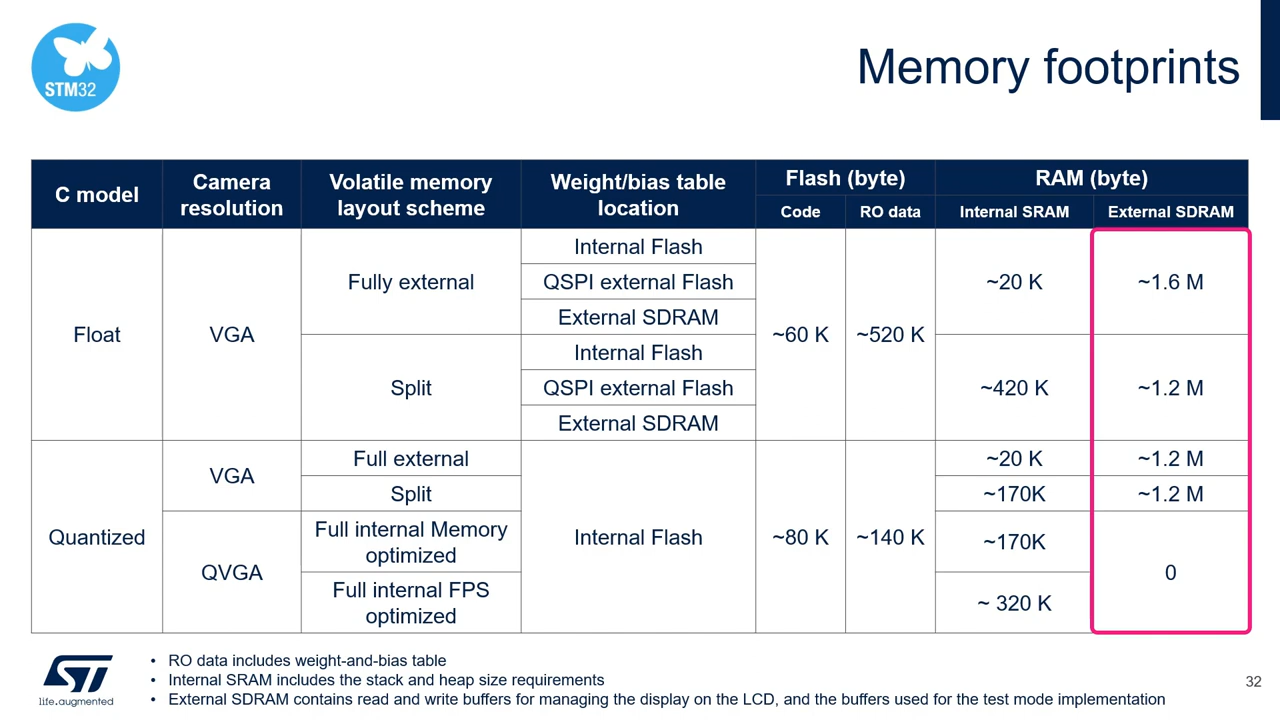 STM32
Memory footprints
C model
Camera
resolution
Volatile memory
layout scheme
Weight/bias table
location
Flash (byte)
RAM (byte)
Code
RO data
Internal SRAM
External SDRAM
Float
VGA
Fully external
Internal Flash
QSPI external Flash
External SDRAM
~60 K
~520 K
~20 K
~1.6 M
Split
Internal Flash
QSPI external Flash
External SDRAM
~420 K
~1.2 M
Quantized
VGA
Full external
Internal Flash
~80 K
~140 K
~20 K
~1.2 M
Split
~170K
~1.2 M
QVGA
Full internal Memory
optimized
~170K
0
Full internal FPS
optimized
~ 320 K
ST
life.augmented
• RO data includes weight-and-bias table
• Internal SRAM includes the stack and heap size requirements
• External SDRAM contains read and write buffers for managing the display on the LCD, and the buffers used for the test mode implementation
32